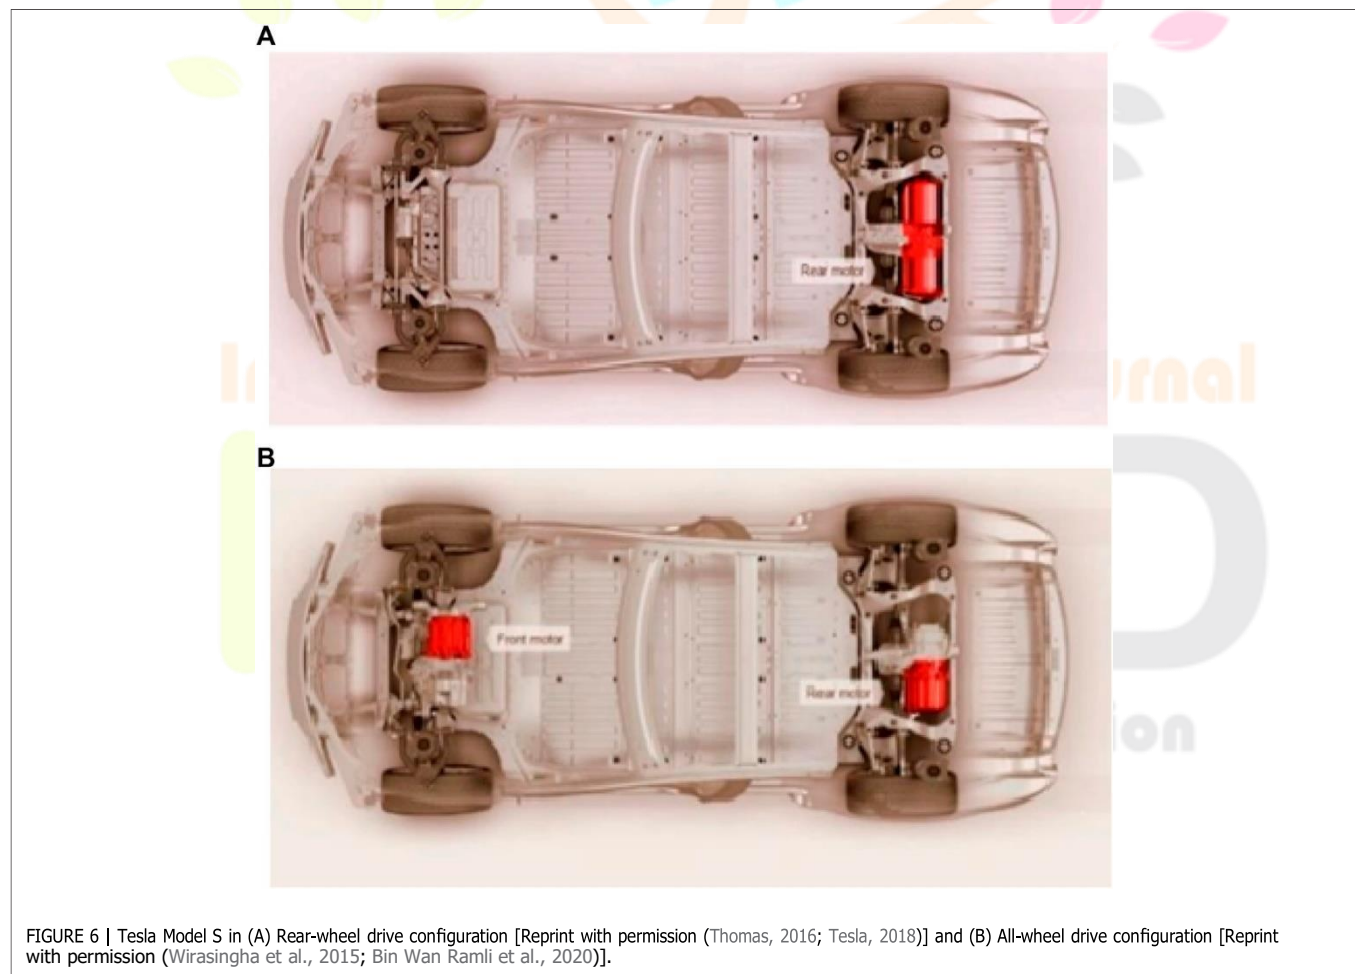 A
Rear motor
B
Front motor
Rear motor
FIGURE 6 | Tesla Model S in (A) Rear-wheel drive configuration [Reprint with permission (Thomas, 2016; Tesla, 2018)] and (B) All-wheel drive configuration [Reprint
with permission (Wirasingha et al., 2015; Bin Wan Ramli et al., 2020)].